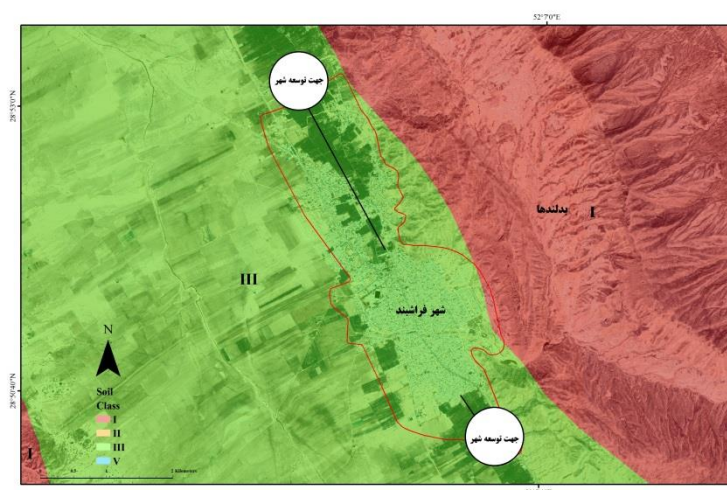 52°7'0"E
جهت توسعه شهر
28°53'0"N
بدلندها I
III
شهر فراشبند
N
28°50'40"N
Soil
Class
I
II
III
V
I
جهت توسعه شهر
2 Kilometers